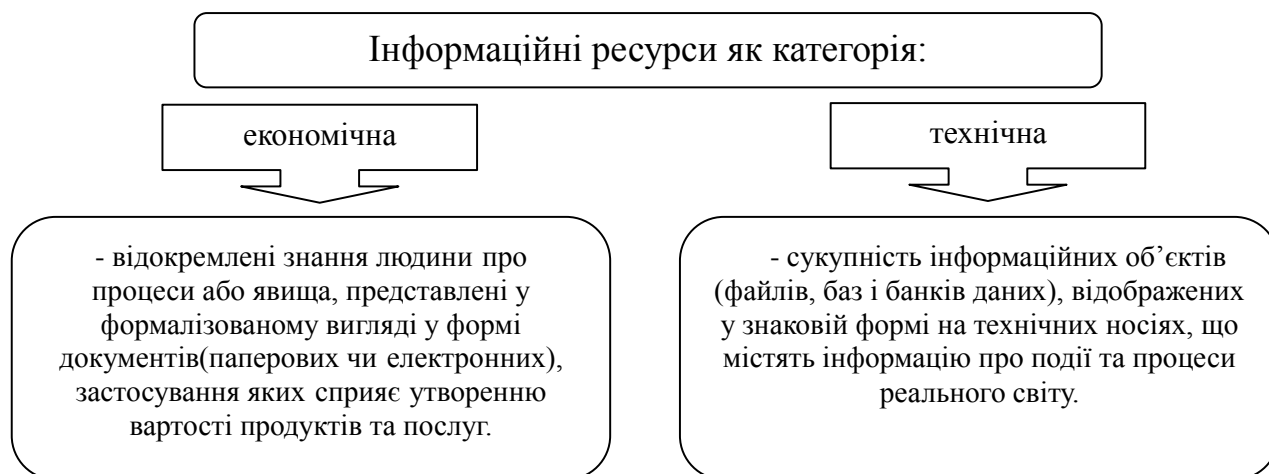 Інформаційні ресурси як категорія:
економічна
технічна
- відокремлені знання людини про
процеси або явища, представлені у
формалізованому вигляді у формі
документів(паперових чи електронних),
застосування яких сприяє утворенню
вартості продуктів та послуг.
- сукупність інформаційних об’єктів
(файлів, баз і банків даних), відображених
у знаковій формі на технічних носіях, що
містять інформацію про події та процеси
реального світу.